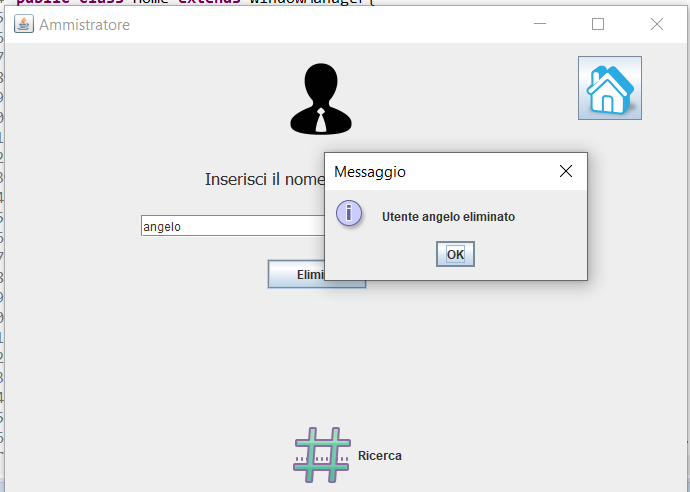 public class Home extends WindowManager{
Ammistratore
Inserisci il nome
Messaggio
Utente angelo eliminato
OK
angelo
Elimi
Ricerca